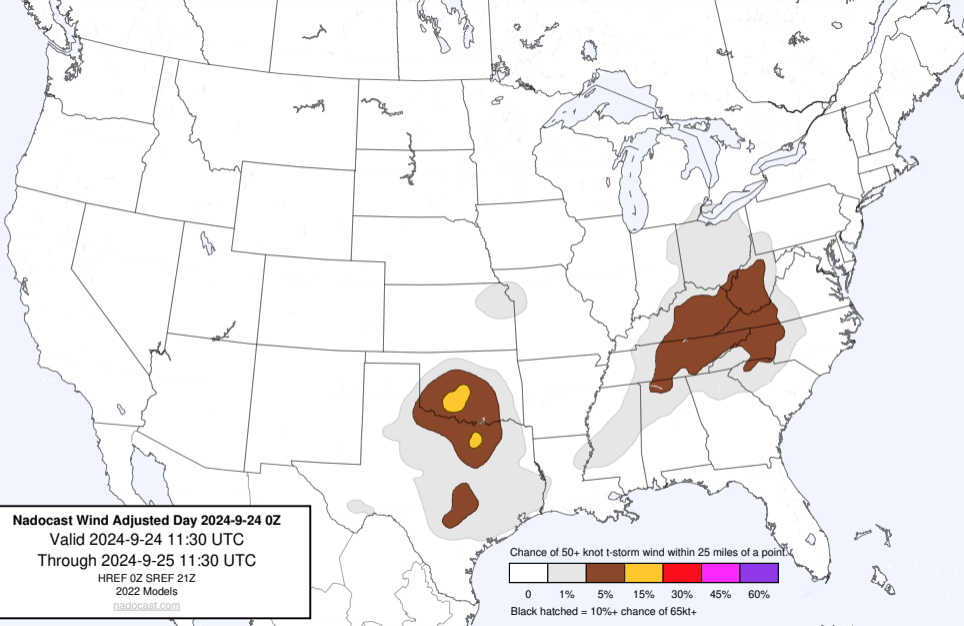 Nadocast Wind Adjusted Day 2024-9-24 0Z
Valid 2024-9-24 11:30 UTC
Through 2024-9-25 11:30 UTC
HREF 0Z SREF 21Z
2022 Models
nadocast.com
Chance of 50+ knot t-storm wind within 25 miles of a point.
0 1% 5% 15% 30% 45% 60%
Black hatched = 10%+ chance of 65kt+